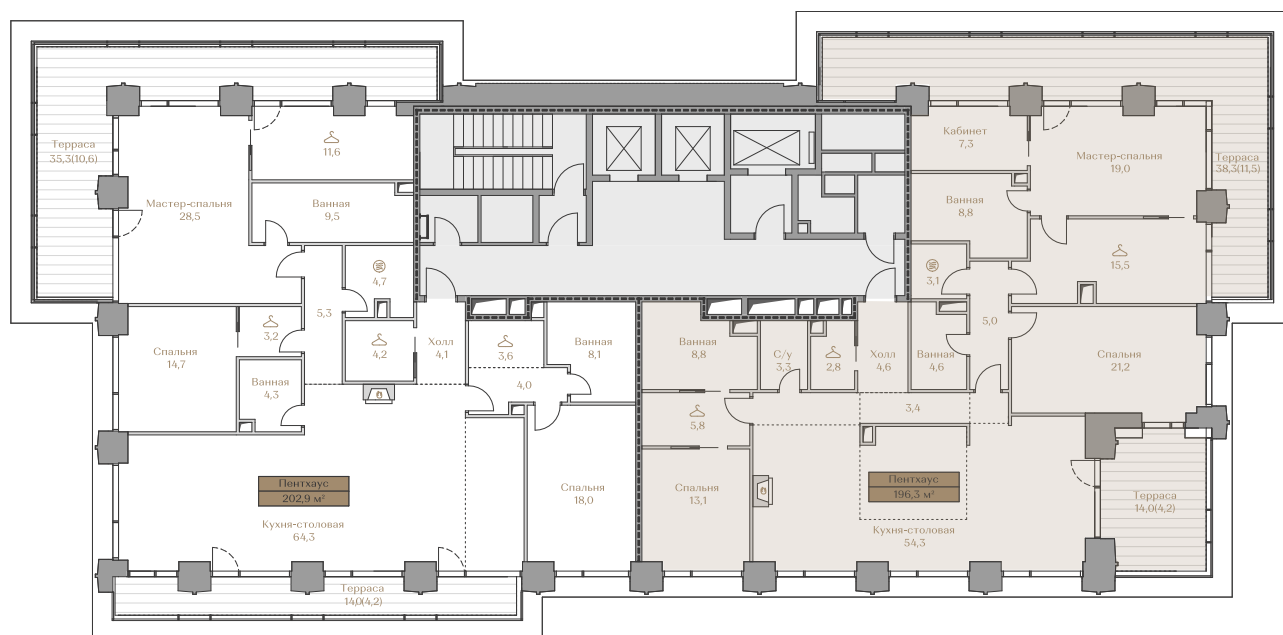 Терраса
35,3(10,6)
Мастер-спальня
28,5
11,6
Ванная
9,5
4,7
5,3
3,2
Спальня
14,7
4,2
Холл
4,1
3,6
Ванная
8,1
4,0
Ванная
4,3
Пентхаус
202,9 м²
Кухня-столовая
64,3
Спальня
18,0
Терраса
14,0(4,2)
Кабинет
7,3
Мастер-спальня
19,0
Терраса
38,3(11,5)
Ванная
8,8
3,1
15,5
5,0
Ванная
8,8
С/у
3,3
2,8
Холл
4,6
Ванная
4,6
Спальня
21,2
3,4
5,8
Спальня
13,1
Пентхаус
196,3 м²
Кухня-столовая
54,3
Терраса
14,0(4,2)